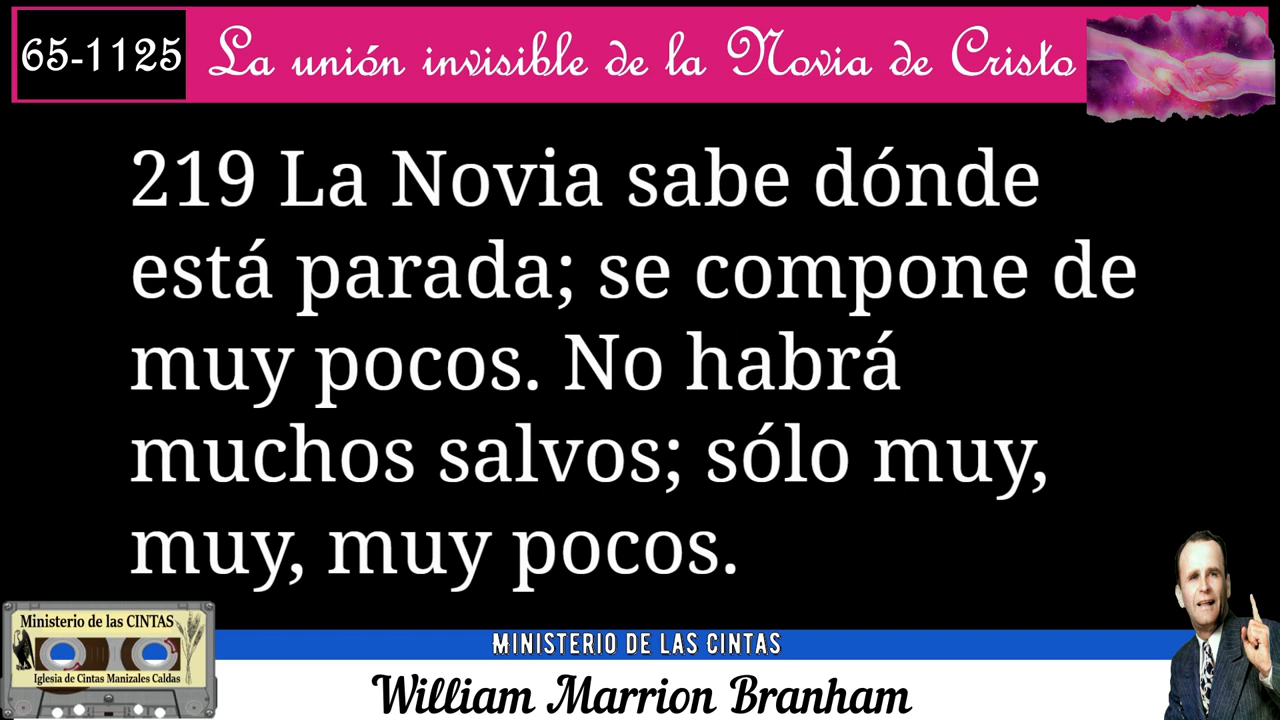 65-1125 La unión invisible de la Novia de Cristo
219 La Novia sabe dónde
está parada; se compone de
muy pocos. No habrá
muchos salvos; sólo muy,
muy, muy pocos.
Ministerio de las CINTAS
Iglesia de Cintas Manizales Caldas
MINISTERIO DE LAS CINTAS
William Marrion Branham